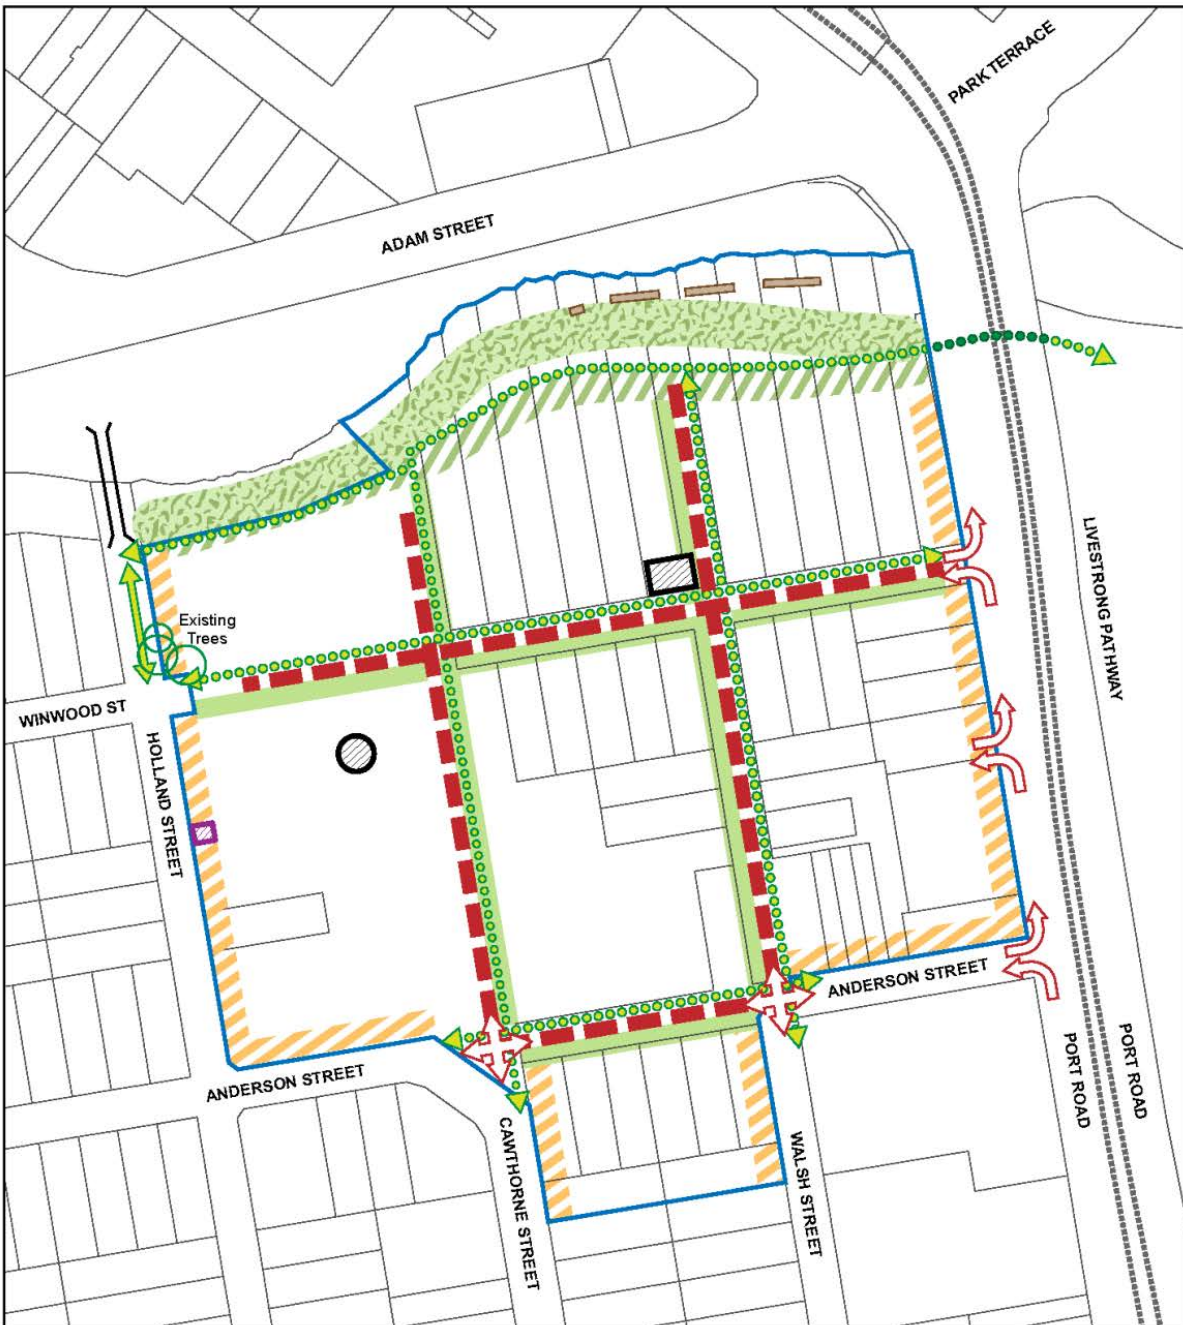 PARK TERRACE
ADAM STREET
LIVESTRONG PATHWAY
Existing
Trees
WINWOOD ST
HOLLAND STREET
ANDERSON STREET
ANDERSON STREET
PORT ROAD
PORT ROAD
CAWTHORNE STREET
WALSH STREET